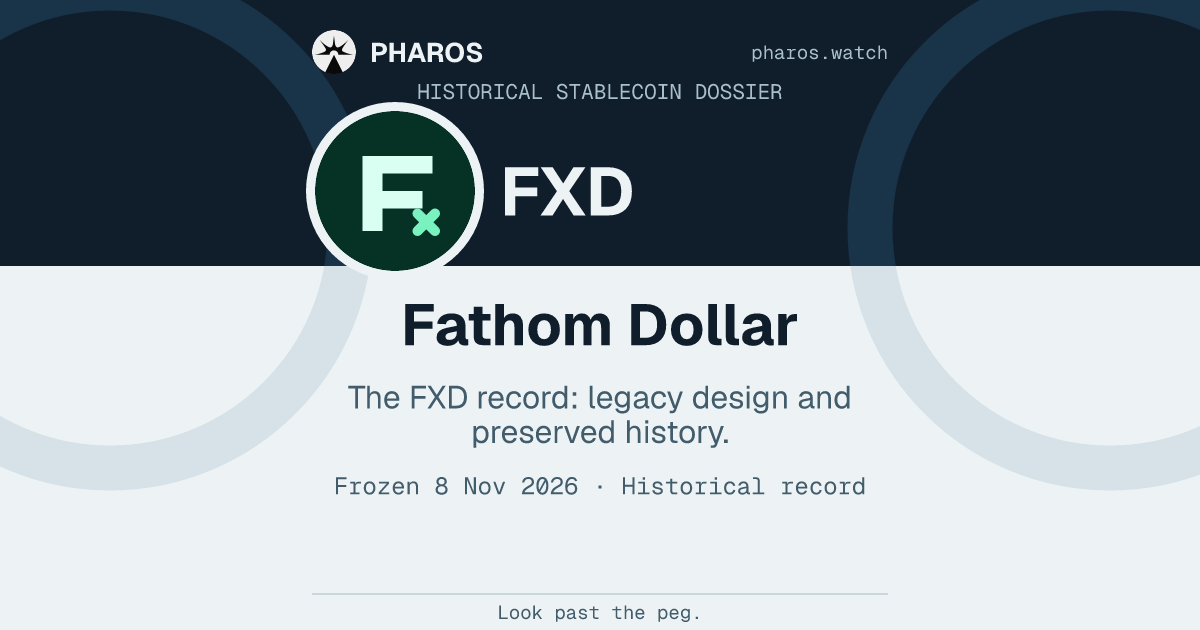 PHAROS
pharos.watch
HISTORICAL STABLECOIN DOSSIER
Fx
FXD
Fathom Dollar
The FXD record: legacy design and
preserved history.
Frozen 8 Nov 2026 · Historical record
Look past the peg.